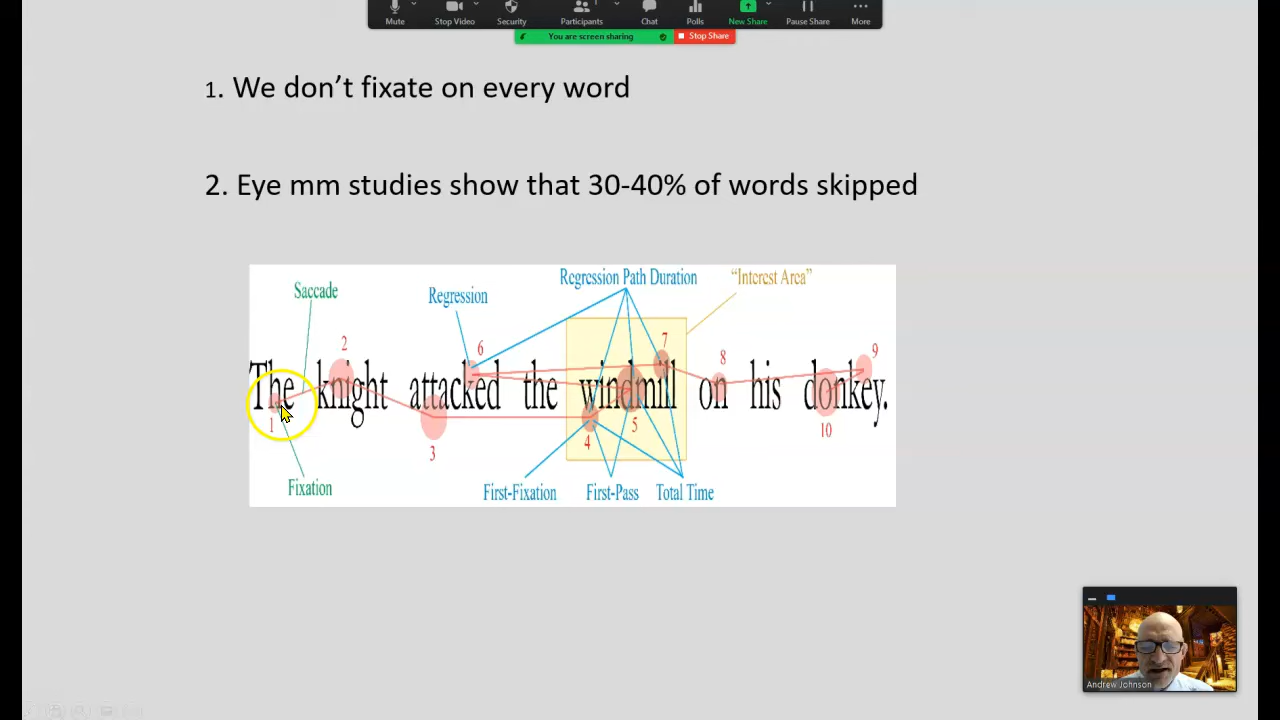 Mute Stop Video Security Participants 1 Chat Polls New Share Pause Share More
You are screen sharing Stop Share
1. We don’t fixate on every word
2. Eye mm studies show that 30-40% of words skipped
Saccade Regression Regression Path Duration “Interest Area”
2 6 7 8 9
The knight attacked the windmill on his donkey.
1 3 4 5 10
Fixation First-Fixation First-Pass Total Time
Andrew Johnson